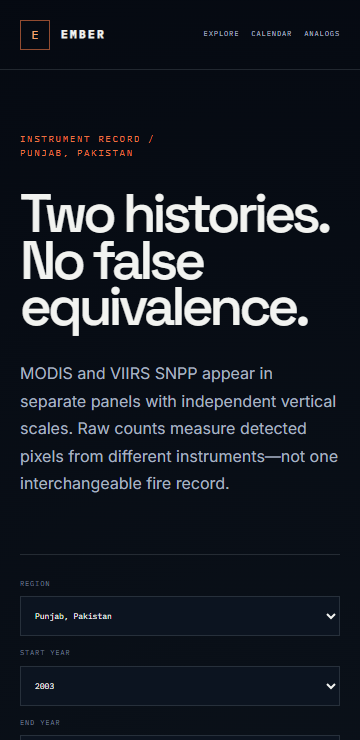 E EMBER EXPLORE CALENDAR ANALOGS
INSTRUMENT RECORD /
PUNJAB, PAKISTAN
Two histories.
No false
equivalence.
MODIS and VIIRS SNPP appear in
separate panels with independent vertical
scales. Raw counts measure detected
pixels from different instruments—not one
interchangeable fire record.
REGION
Punjab, Pakistan
START YEAR
2003
END YEAR